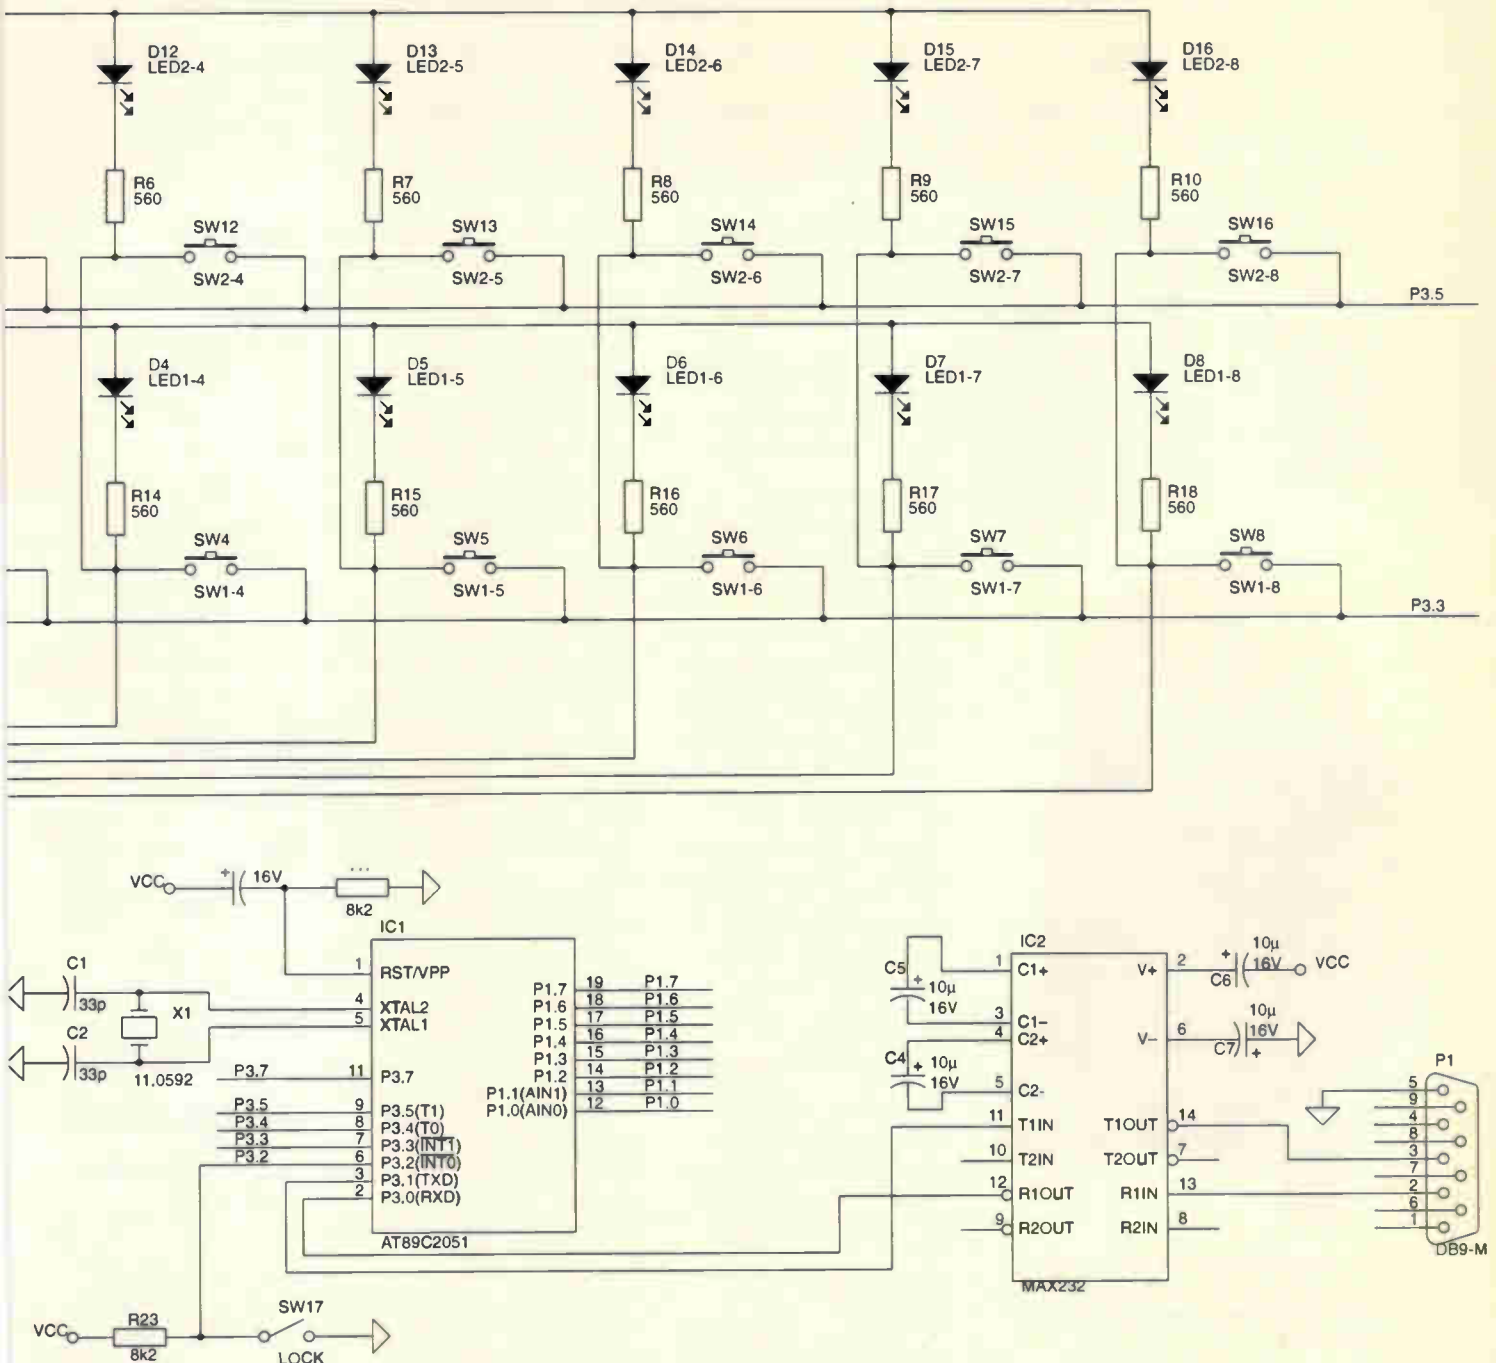 D12
LED2-4
D13
LED2-5
D14
LED2-6
D15
LED2-7
D16
LED2-8
R6
560
R7
560
R8
560
R9
560
R10
560
SW12
SW2-4
SW13
SW2-5
SW14
SW2-6
SW15
SW2-7
SW16
SW2-8
P3.5
D4
LED1-4
D5
LED1-5
D6
LED1-6
D7
LED1-7
D8
LED1-8
R14
560
R15
560
R16
560
R17
560
R18
560
SW4
SW1-4
SW5
SW1-5
SW6
SW1-6
SW7
SW1-7
SW8
SW1-8
P3.3
VCC
+
16V
...
8k2
IC1
C1
33p
C2
33p
X1
11.0592
1 RST/VPP
4 XTAL2
5 XTAL1
P3.7 11 P3.7
P3.5 9 P3.5(T1)
P3.4 8 P3.4(T0)
P3.3 7 P3.3(INT1)
P3.2 6 P3.2(INT0)
3 P3.1(TXD)
2 P3.0(RXD)
P1.7 19 P1.7
P1.6 18 P1.6
P1.5 17 P1.5
P1.4 16 P1.4
P1.3 15 P1.3
P1.2 14 P1.2
P1.1(AIN1) 13 P1.1
P1.0(AIN0) 12 P1.0
AT89C2051
C5
+
10µ
16V
C4
+
10µ
16V
IC2
1 C1+
3 C1−
4 C2+
5 C2-
11 T1IN
10 T2IN
12 R1OUT
9 R2OUT
V+ 2
V− 6
T1OUT 14
T2OUT 7
R1IN 13
R2IN 8
MAX232
10µ
+
16V
C6
VCC
10µ
16V
C7
+
P1
5
9
4
8
3
7
2
6
1
DB9-M
VCC
R23
8k2
SW17
LOCK